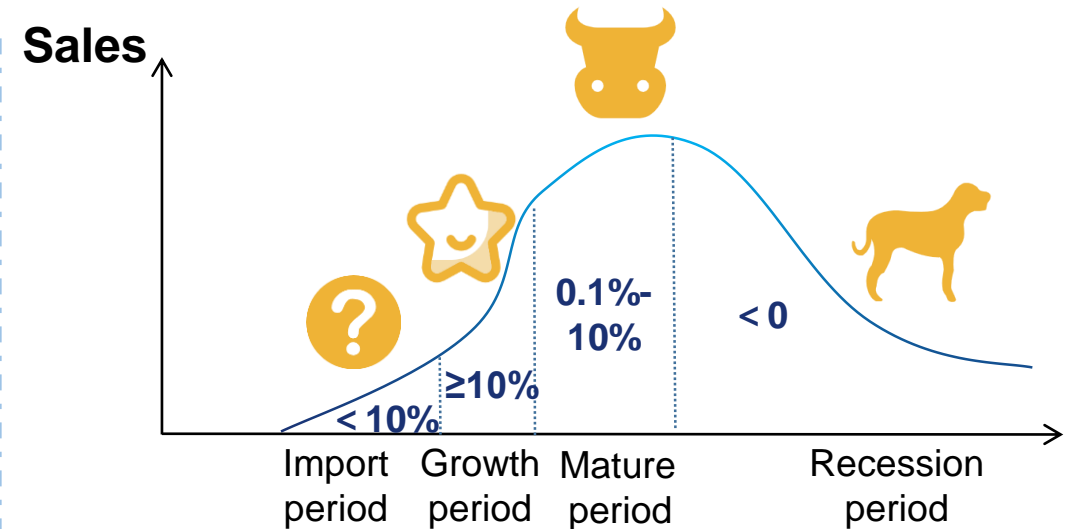 Sales
?
0.1%-
10%
< 0
≥10%
< 10%
Import
period
Growth
period
Mature
period
Recession
period